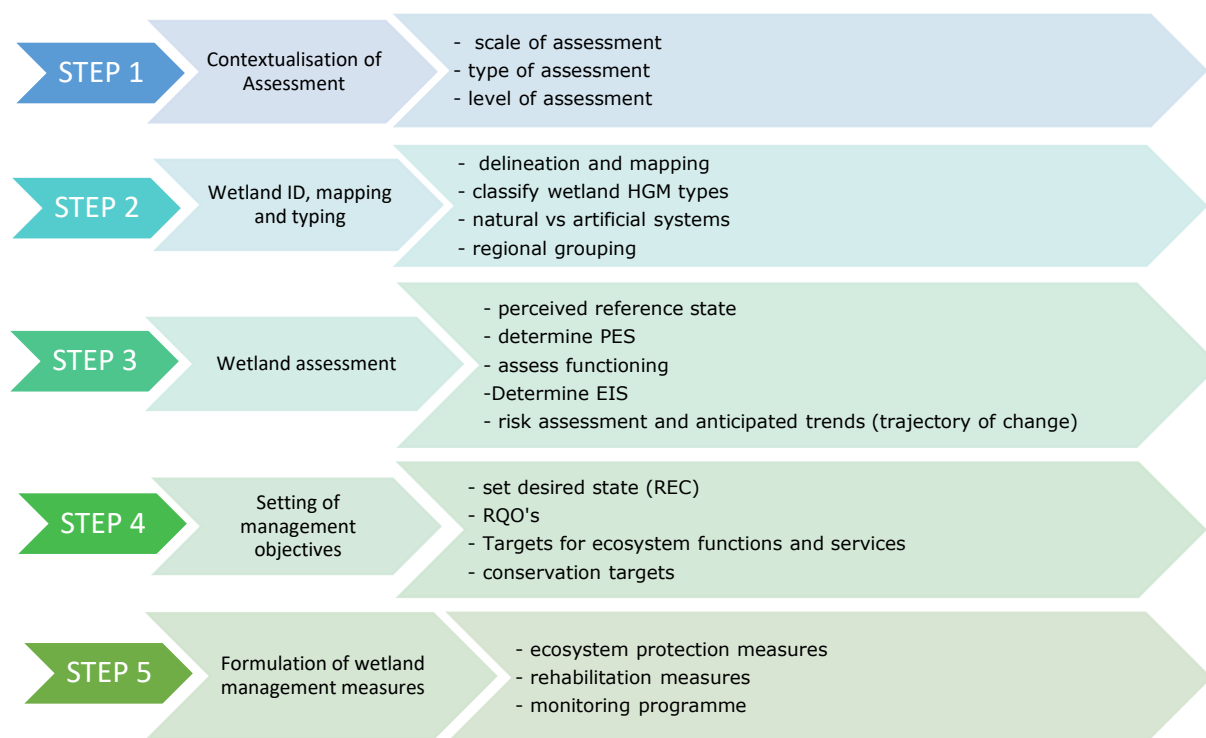 STEP 1
Contextualisation of
Assessment
- scale of assessment
- type of assessment
- level of assessment
STEP 2
Wetland ID, mapping
and typing
- delineation and mapping
- classify wetland HGM types
- natural vs artificial systems
- regional grouping
STEP 3
Wetland assessment
- perceived reference state
- determine PES
- assess functioning
-Determine EIS
- risk assessment and anticipated trends (trajectory of change)
STEP 4
Setting of
management
objectives
- set desired state (REC)
- RQO's
- Targets for ecosystem functions and services
- conservation targets
STEP 5
Formulation of wetland
management measures
- ecosystem protection measures
- rehabilitation measures
- monitoring programme